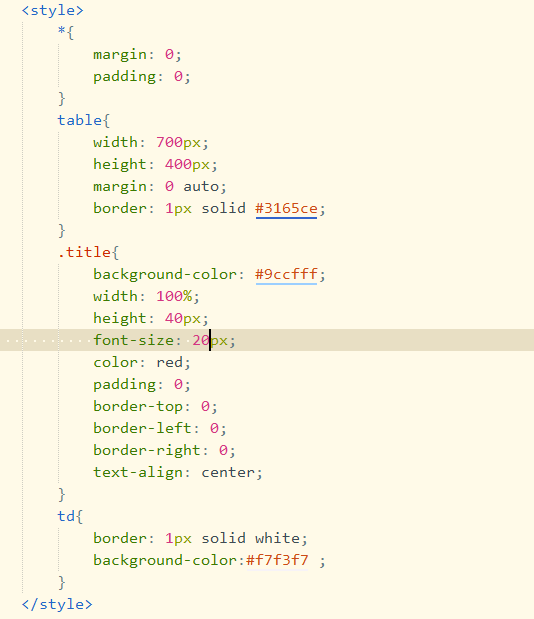 <style>
*{
margin: 0;
padding: 0;
}
table{
width: 700px;
height: 400px;
margin: 0 auto;
border: 1px solid #3165ce;
}
.title{
background-color: #9ccfff;
width: 100%;
height: 40px;
font-size: 20px;
color: red;
padding: 0;
border-top: 0;
border-left: 0;
border-right: 0;
text-align: center;
}
td{
border: 1px solid white;
background-color:#f7f3f7 ;
}
</style>